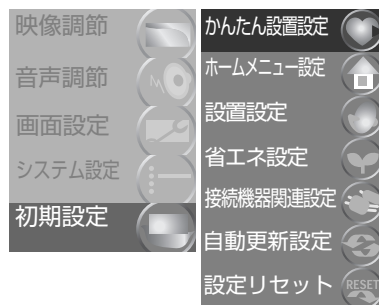 映像調節
音声調節
画面設定
システム設定
初期設定
かんたん設置設定
ホームメニュー設定
設置設定
省エネ設定
接続機器関連設定
自動更新設定
設定リセット
RESET